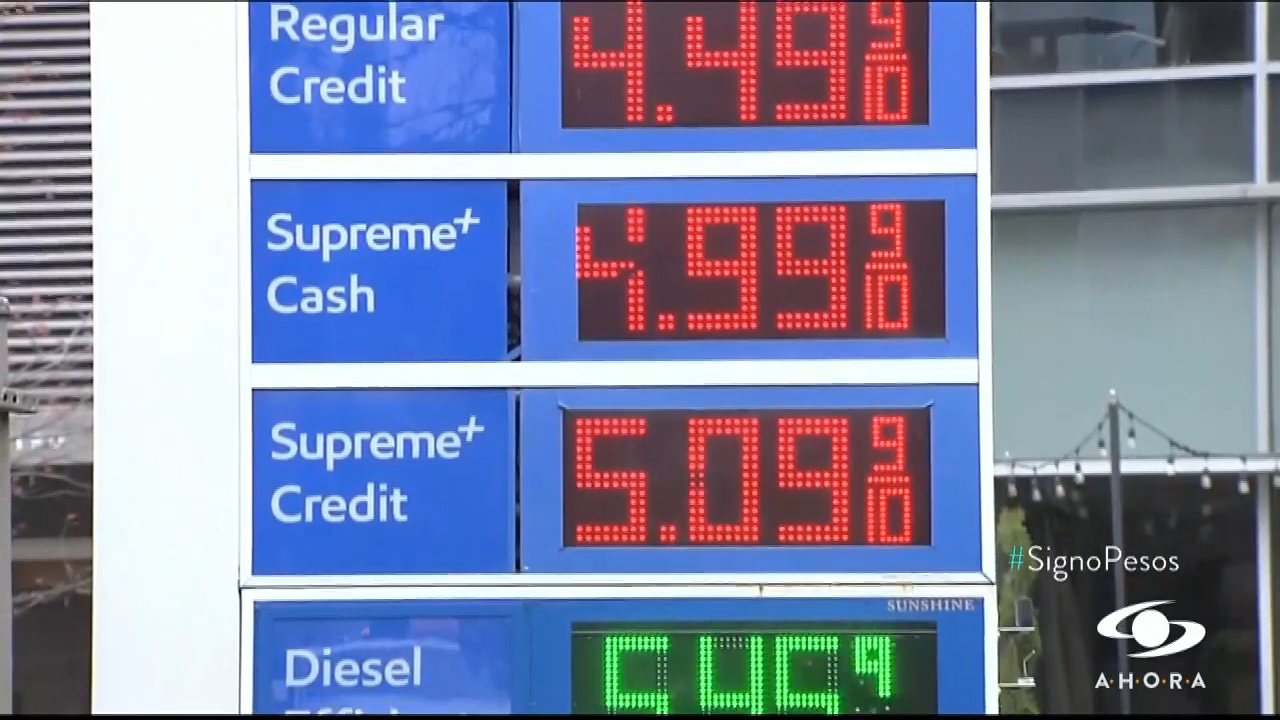 Regular
Credit
4.49 9/10
Supreme+
Cash
4.99 9/10
Supreme+
Credit
5.09 9/10
#SignoPesos
SUNSHINE
Diesel
A·H·O·R·A